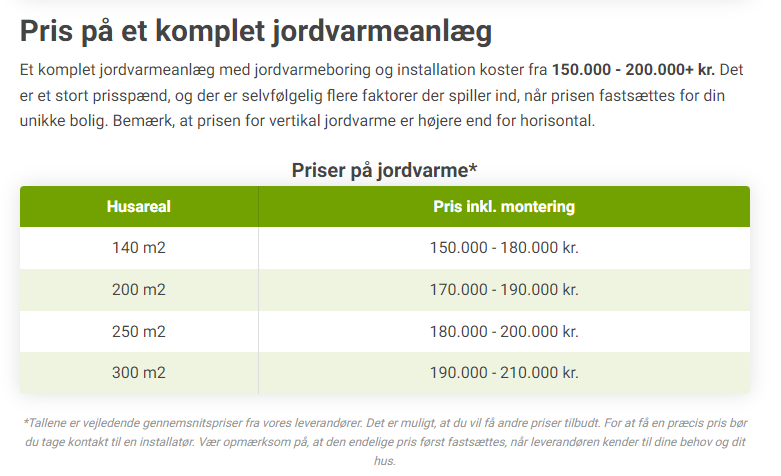 Pris på et komplet jordvarmeanlæg
Et komplet jordvarmeanlæg med jordvarmeboring og installation koster fra 150.000 - 200.000+ kr. Det
er et stort prisspænd, og der er selvfølgelig flere faktorer der spiller ind, når prisen fastsættes for din
unikke bolig. Bemærk, at prisen for vertikal jordvarme er højere end for horisontal.
Priser på jordvarme*
Husareal Pris inkl. montering
140 m2 150.000 - 180.000 kr.
200 m2 170.000 - 190.000 kr.
250 m2 180.000 - 200.000 kr.
300 m2 190.000 - 210.000 kr.
*Tallene er vejledende gennemsnitspriser fra vores leverandører. Det er muligt, at du vil få andre priser tilbudt. For at få en præcis pris bør
du tage kontakt til en installatør. Vær opmærksom på, at den endelige pris først fastsættes, når leverandøren kender til dine behov og dit
hus.